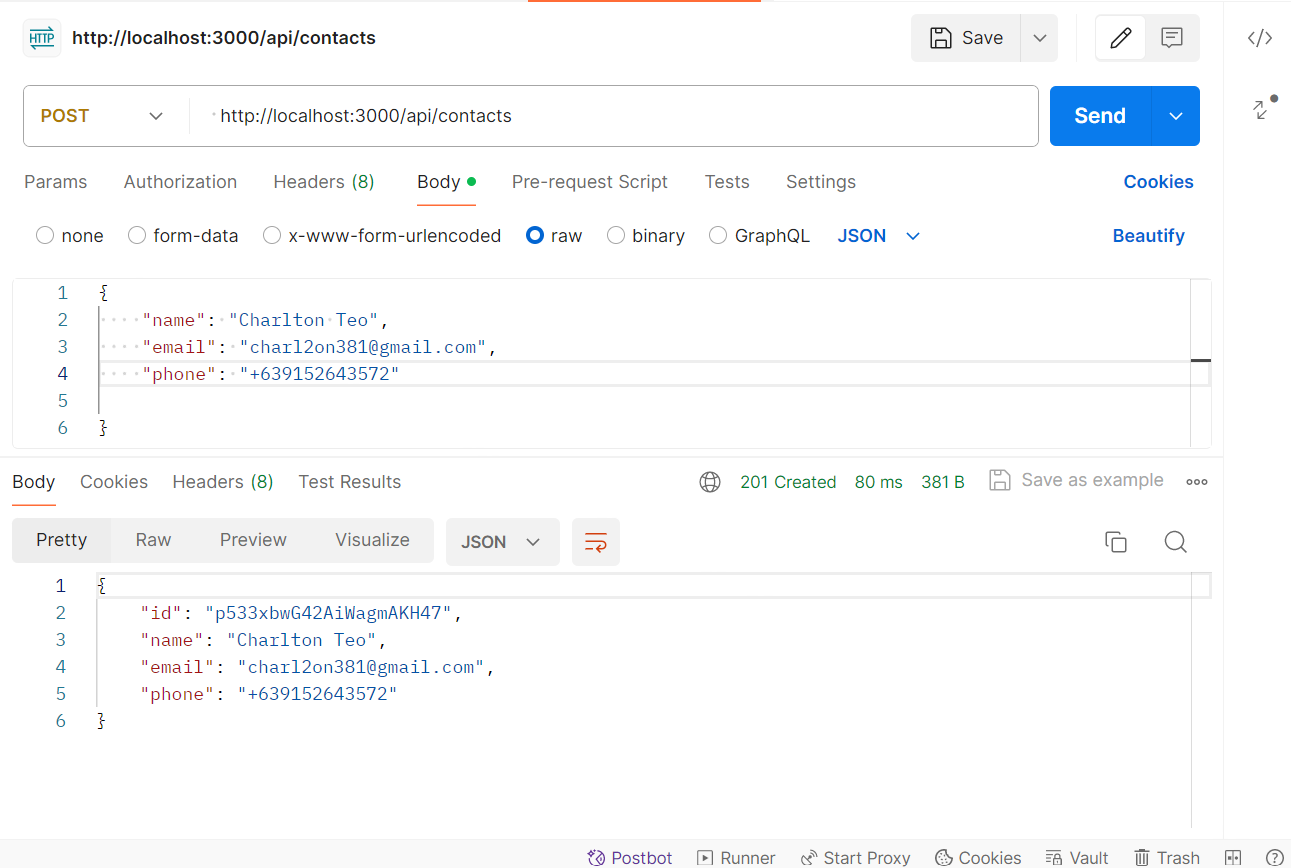 HTTP http://localhost:3000/api/contacts Save
POST http://localhost:3000/api/contacts Send
Params Authorization Headers (8) Body Pre-request Script Tests Settings Cookies
none form-data x-www-form-urlencoded raw binary GraphQL JSON Beautify
1 {
2 "name": "Charlton Teo",
3 "email": "charl2on381@gmail.com",
4 "phone": "+639152643572"
5
6 }
Body Cookies Headers (8) Test Results 201 Created 80 ms 381 B Save as example
Pretty Raw Preview Visualize JSON
1 {
2 "id": "p533xbwG42AiWagmAKH47",
3 "name": "Charlton Teo",
4 "email": "charl2on381@gmail.com",
5 "phone": "+639152643572"
6 }
Postbot Runner Start Proxy Cookies Vault Trash